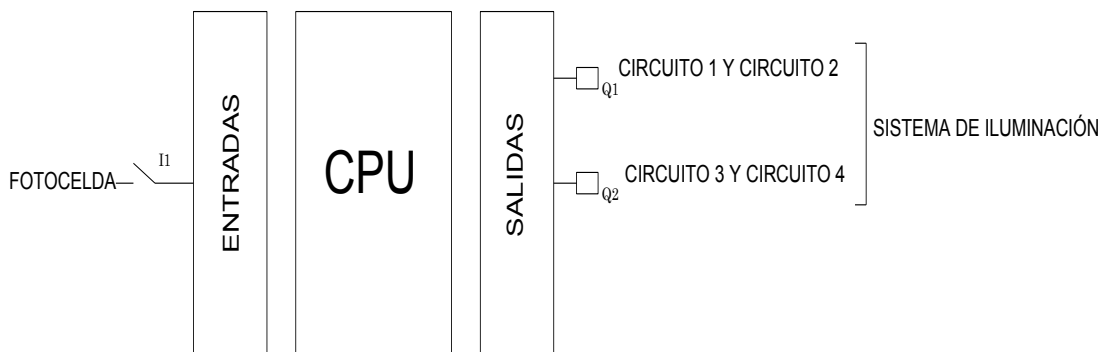 FOTOCELDA
I1
ENTRADAS
CPU
SALIDAS
CIRCUITO 1 Y CIRCUITO 2
Q1
CIRCUITO 3 Y CIRCUITO 4
Q2
SISTEMA DE ILUMINACIÓN